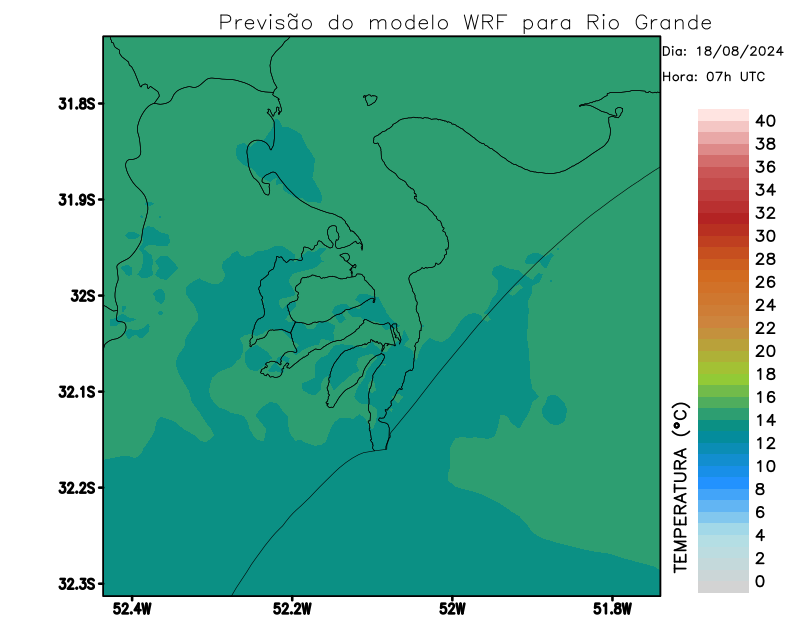 Previsão do modelo WRF para Rio Grande
Dia: 18/08/2024
Hora: 07h UTC
31.8S
31.9S
32S
32.1S
32.2S
32.3S
52.4W
52.2W
52W
51.8W
TEMPERATURA (°C)
40
38
36
34
32
30
28
26
24
22
20
18
16
14
12
10
8
6
4
2
0